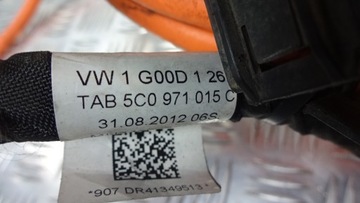 VW 1 G00D 1 26
TAB 5C0 971 015 C
31.08.2012 06S
*907 DR41349513*